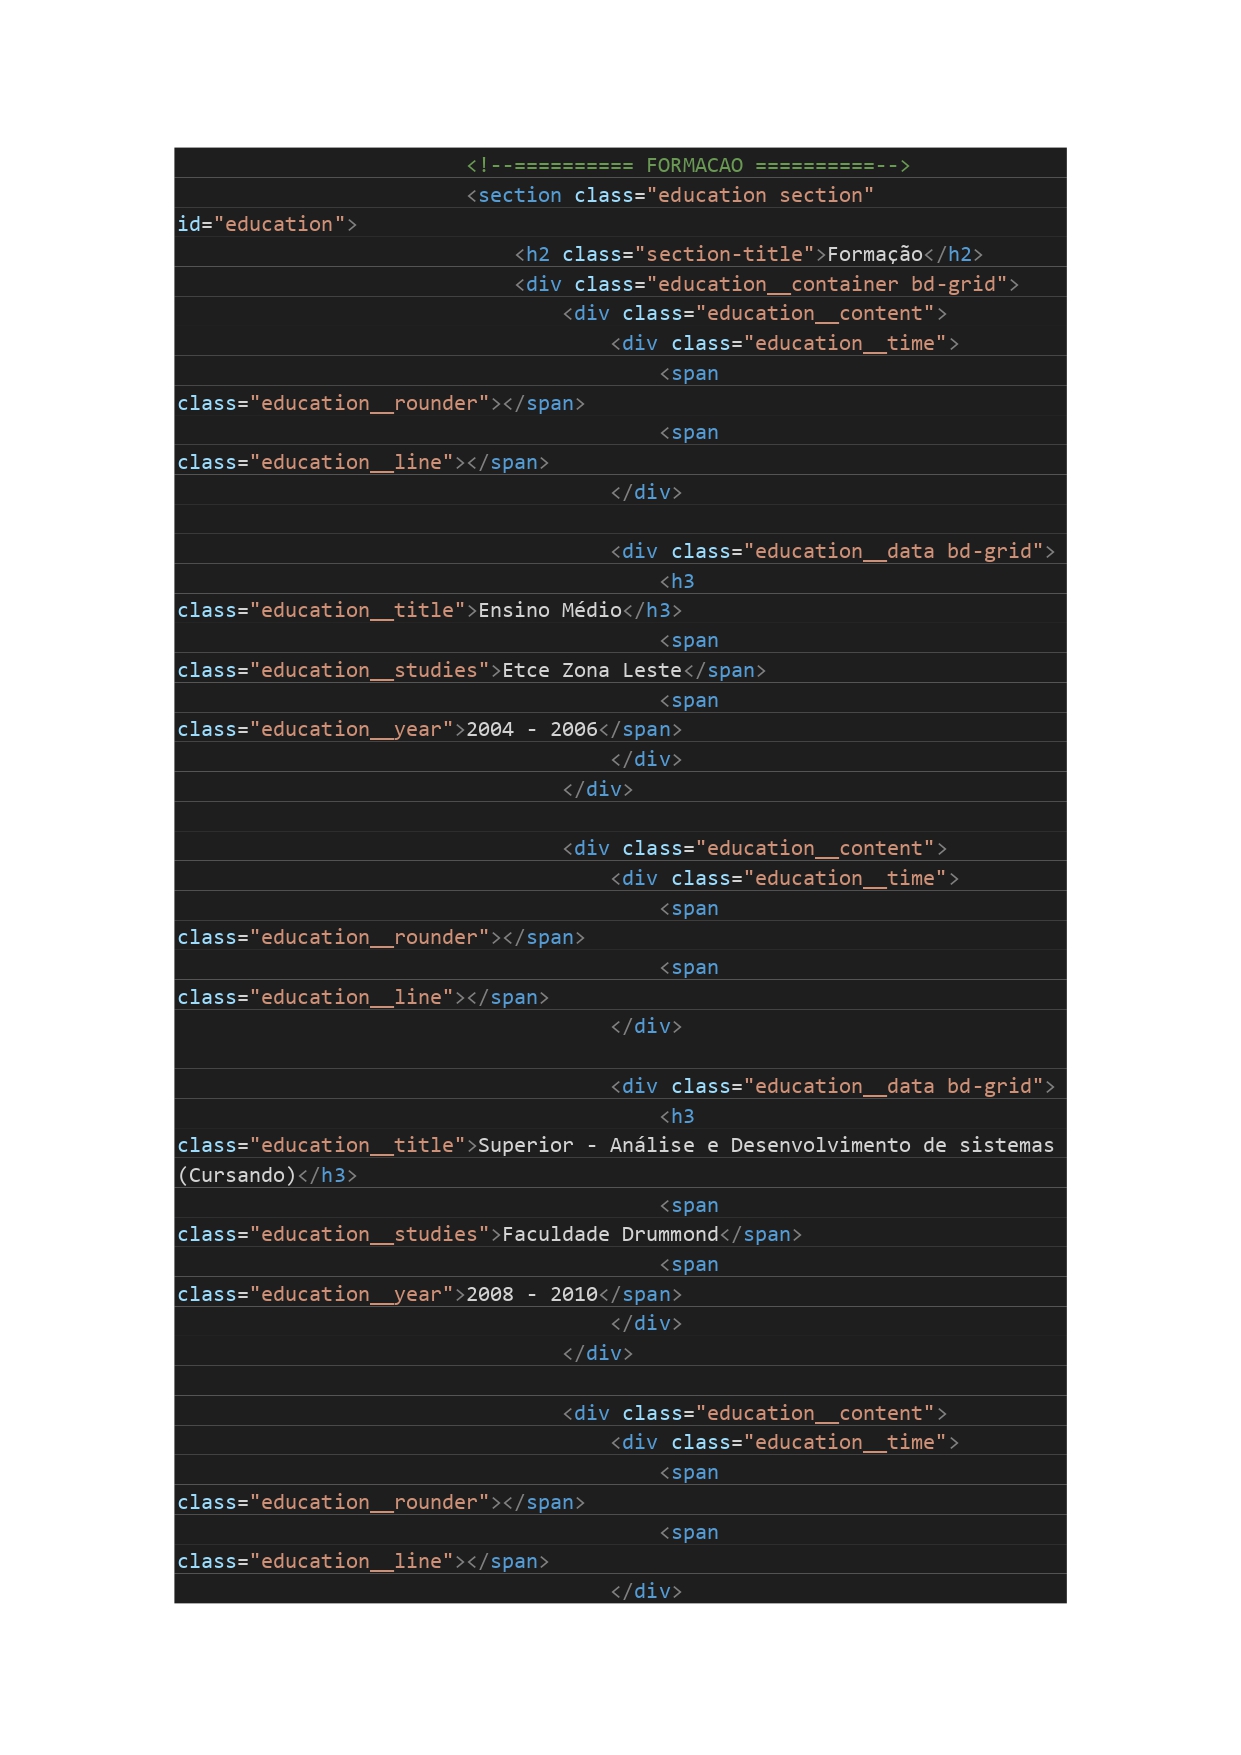 <!--========== FORMACAO ==========-->
<section class="education section"
id="education">
<h2 class="section-title">Formação</h2>
<div class="education__container bd-grid">
<div class="education__content">
<div class="education__time">
<span
class="education__rounder"></span>
<span
class="education__line"></span>
</div>
<div class="education__data bd-grid">
<h3
class="education__title">Ensino Médio</h3>
<span
class="education__studies">Etce Zona Leste</span>
<span
class="education__year">2004 - 2006</span>
</div>
</div>
<div class="education__content">
<div class="education__time">
<span
class="education__rounder"></span>
<span
class="education__line"></span>
</div>
<div class="education__data bd-grid">
<h3
class="education__title">Superior - Análise e Desenvolvimento de sistemas
(Cursando)</h3>
<span
class="education__studies">Faculdade Drummond</span>
<span
class="education__year">2008 - 2010</span>
</div>
</div>
<div class="education__content">
<div class="education__time">
<span
class="education__rounder"></span>
<span
class="education__line"></span>
</div>